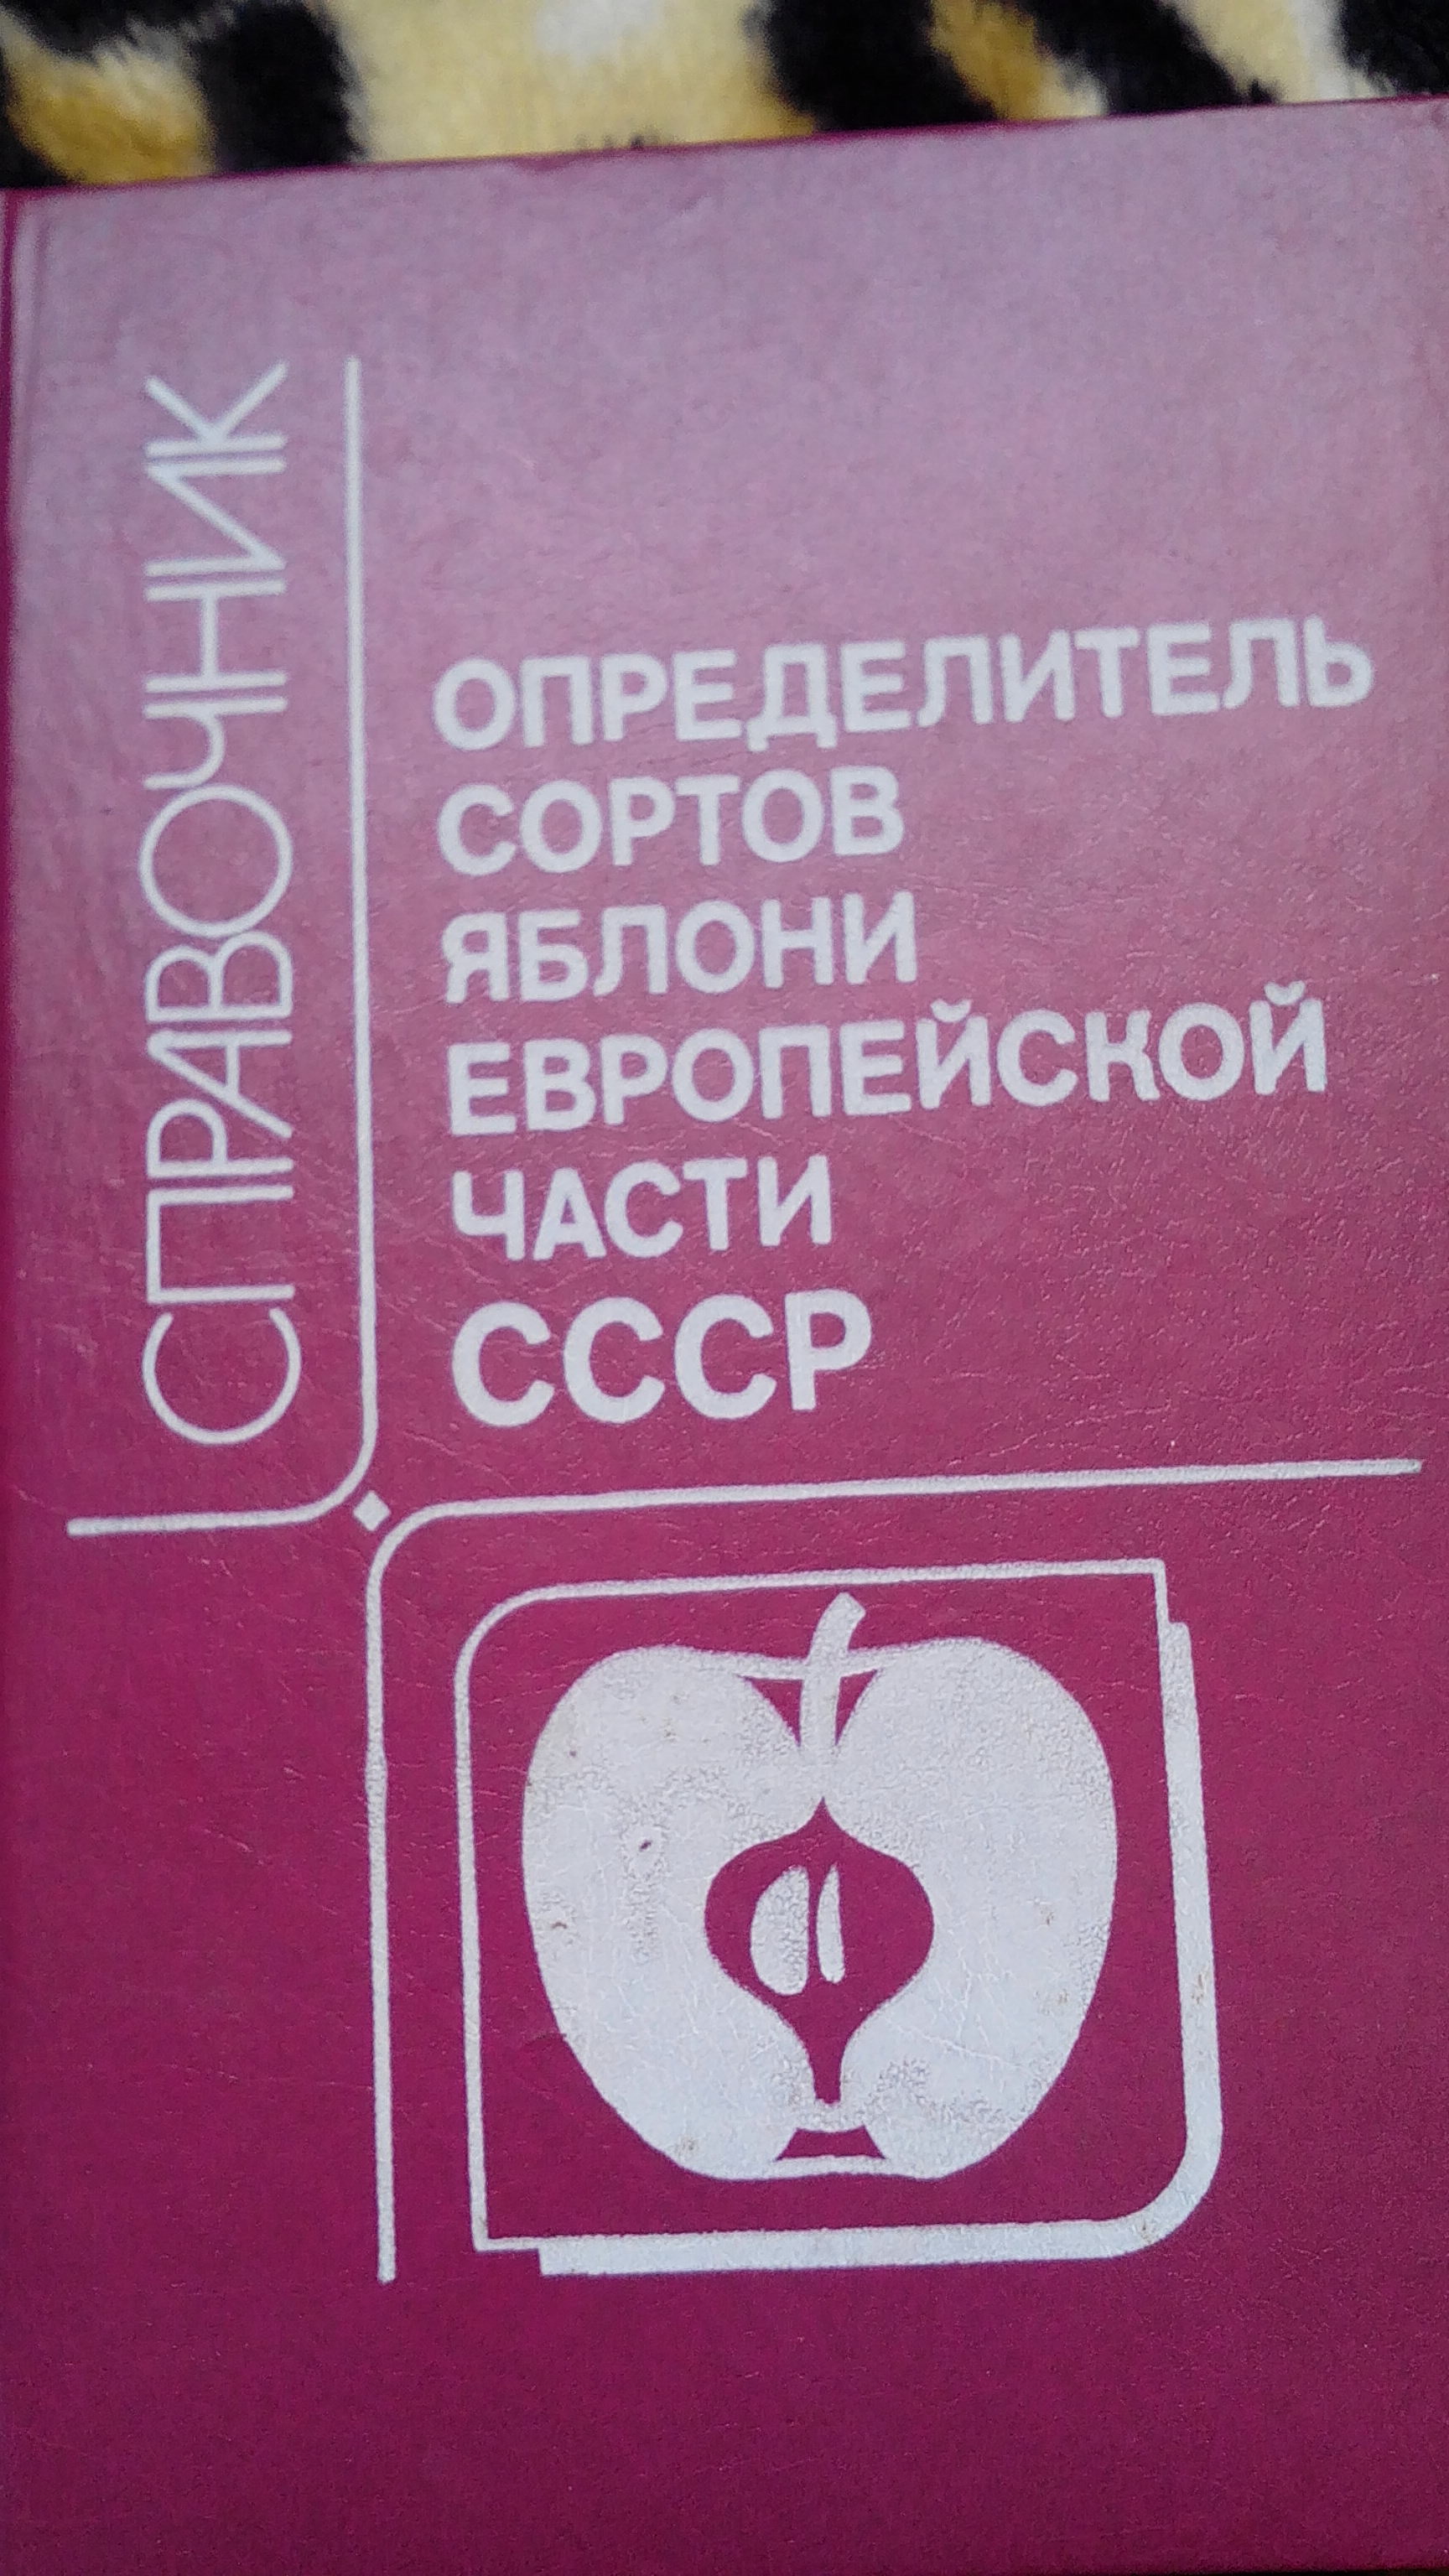 СПРАВОЧНИК
ОПРЕДЕЛИТЕЛЬ
СОРТОВ
ЯБЛОНИ
ЕВРОПЕЙСКОЙ
ЧАСТИ
СССР